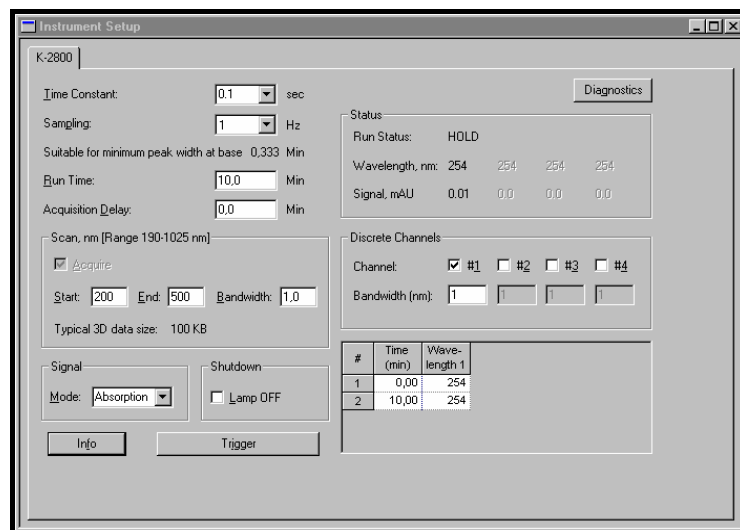 Instrument Setup
K-2800
Time Constant: 0.1 sec
Sampling: 1 Hz
Suitable for minimum peak width at base 0,333 Min
Run Time: 10,0 Min
Acquisition Delay: 0,0 Min
Scan, nm [Range 190-1025 nm]
Acquire
Start: 200 End: 500 Bandwidth: 1,0
Typical 3D data size: 100 KB
Signal
Mode: Absorption
Shutdown
Lamp OFF
Info
Trigger
Diagnostics
Status
Run Status: HOLD
Wavelength, nm: 254 254 254 254
Signal, mAU 0.01 0.0 0.0 0.0
Discrete Channels
Channel: #1 #2 #3 #4
Bandwidth (nm): 1 1 1 1
# Time (min) Wave-length 1
1 0,00 254
2 10,00 254